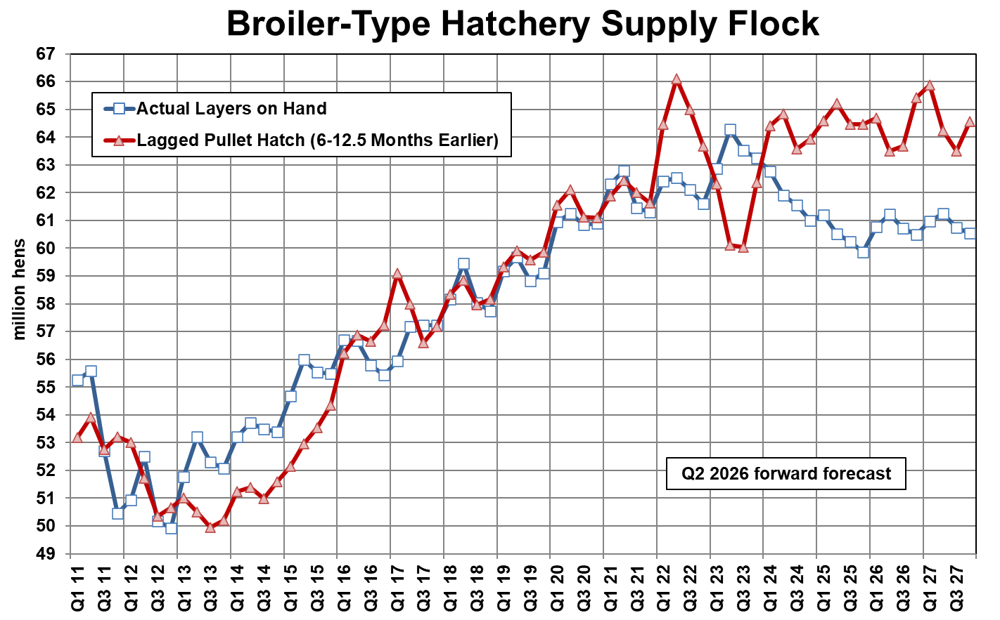 Broiler-Type Hatchery Supply Flock
67
66
65
64
63
62
61
60
59
58
57
56
55
54
53
52
51
50
49
million hens
Actual Layers on Hand
Lagged Pullet Hatch (6-12.5 Months Earlier)
Q2 2026 forward forecast
Q1 11
Q3 11
Q1 12
Q3 12
Q1 13
Q3 13
Q1 14
Q3 14
Q1 15
Q3 15
Q1 16
Q3 16
Q1 17
Q3 17
Q1 18
Q3 18
Q1 19
Q3 19
Q1 20
Q3 20
Q1 21
Q3 21
Q1 22
Q3 22
Q1 23
Q3 23
Q1 24
Q3 24
Q1 25
Q3 25
Q1 26
Q3 26
Q1 27
Q3 27